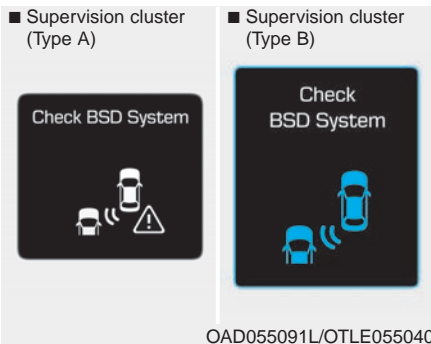 ■ Supervision cluster
(Type A)
Check BSD System
■ Supervision cluster
(Type B)
Check
BSD System
OAD055091L/OTLE055040